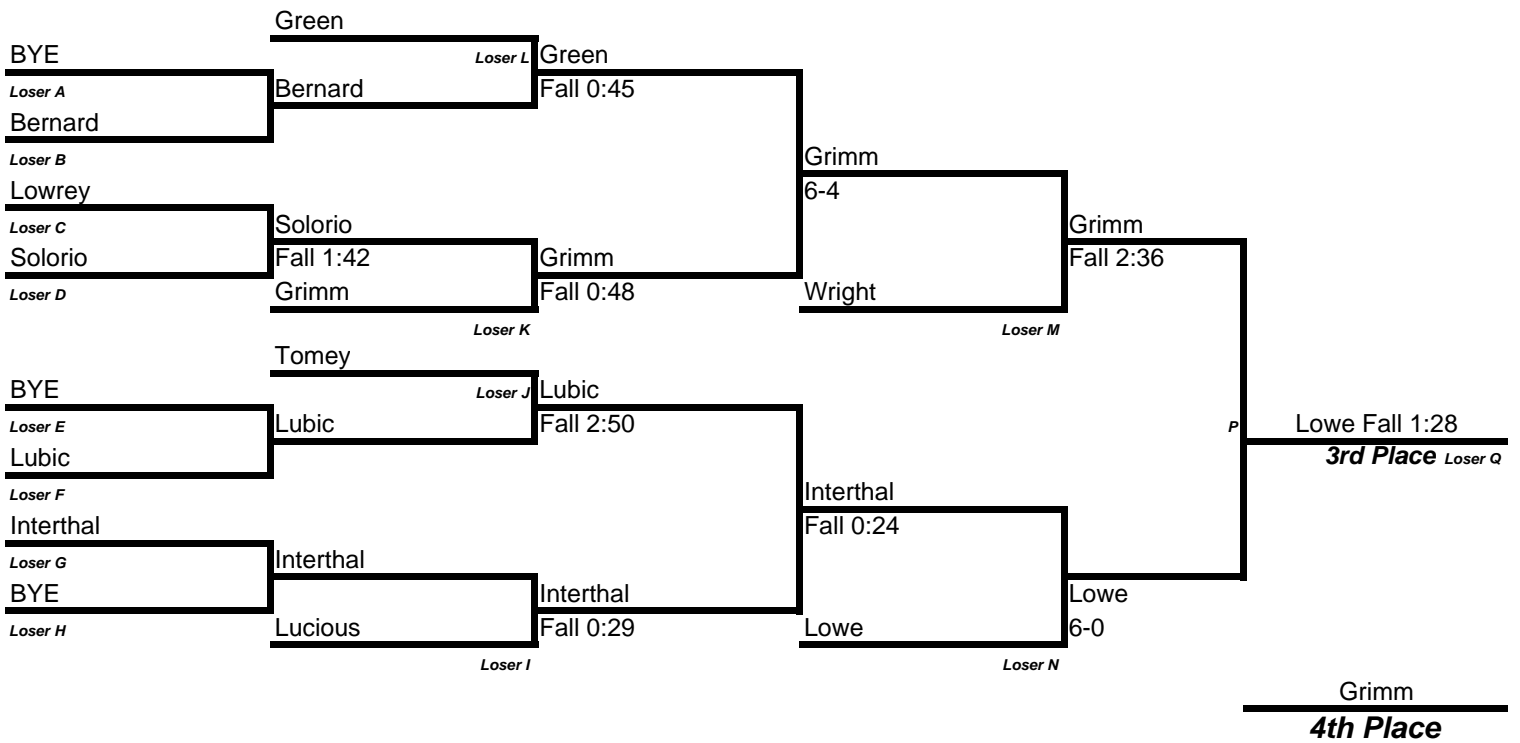 Green
BYE
Loser L
Green
Loser A
Bernard
Fall 0:45
Bernard
Loser B
Grimm
Lowrey
6-4
Loser C
Solorio
Grimm
Solorio
Fall 1:42
Grimm
Fall 2:36
Loser D
Grimm
Fall 0:48
Wright
Loser K
Loser M
Tomey
BYE
Loser J
Lubic
Loser E
Lubic
Fall 2:50
P
Lowe Fall 1:28
Lubic
3rd Place Loser Q
Loser F
Interthal
Interthal
Fall 0:24
Loser G
Interthal
BYE
Interthal
Lowe
Loser H
Lucious
Fall 0:29
Lowe
6-0
Loser I
Loser N
Grimm
4th Place